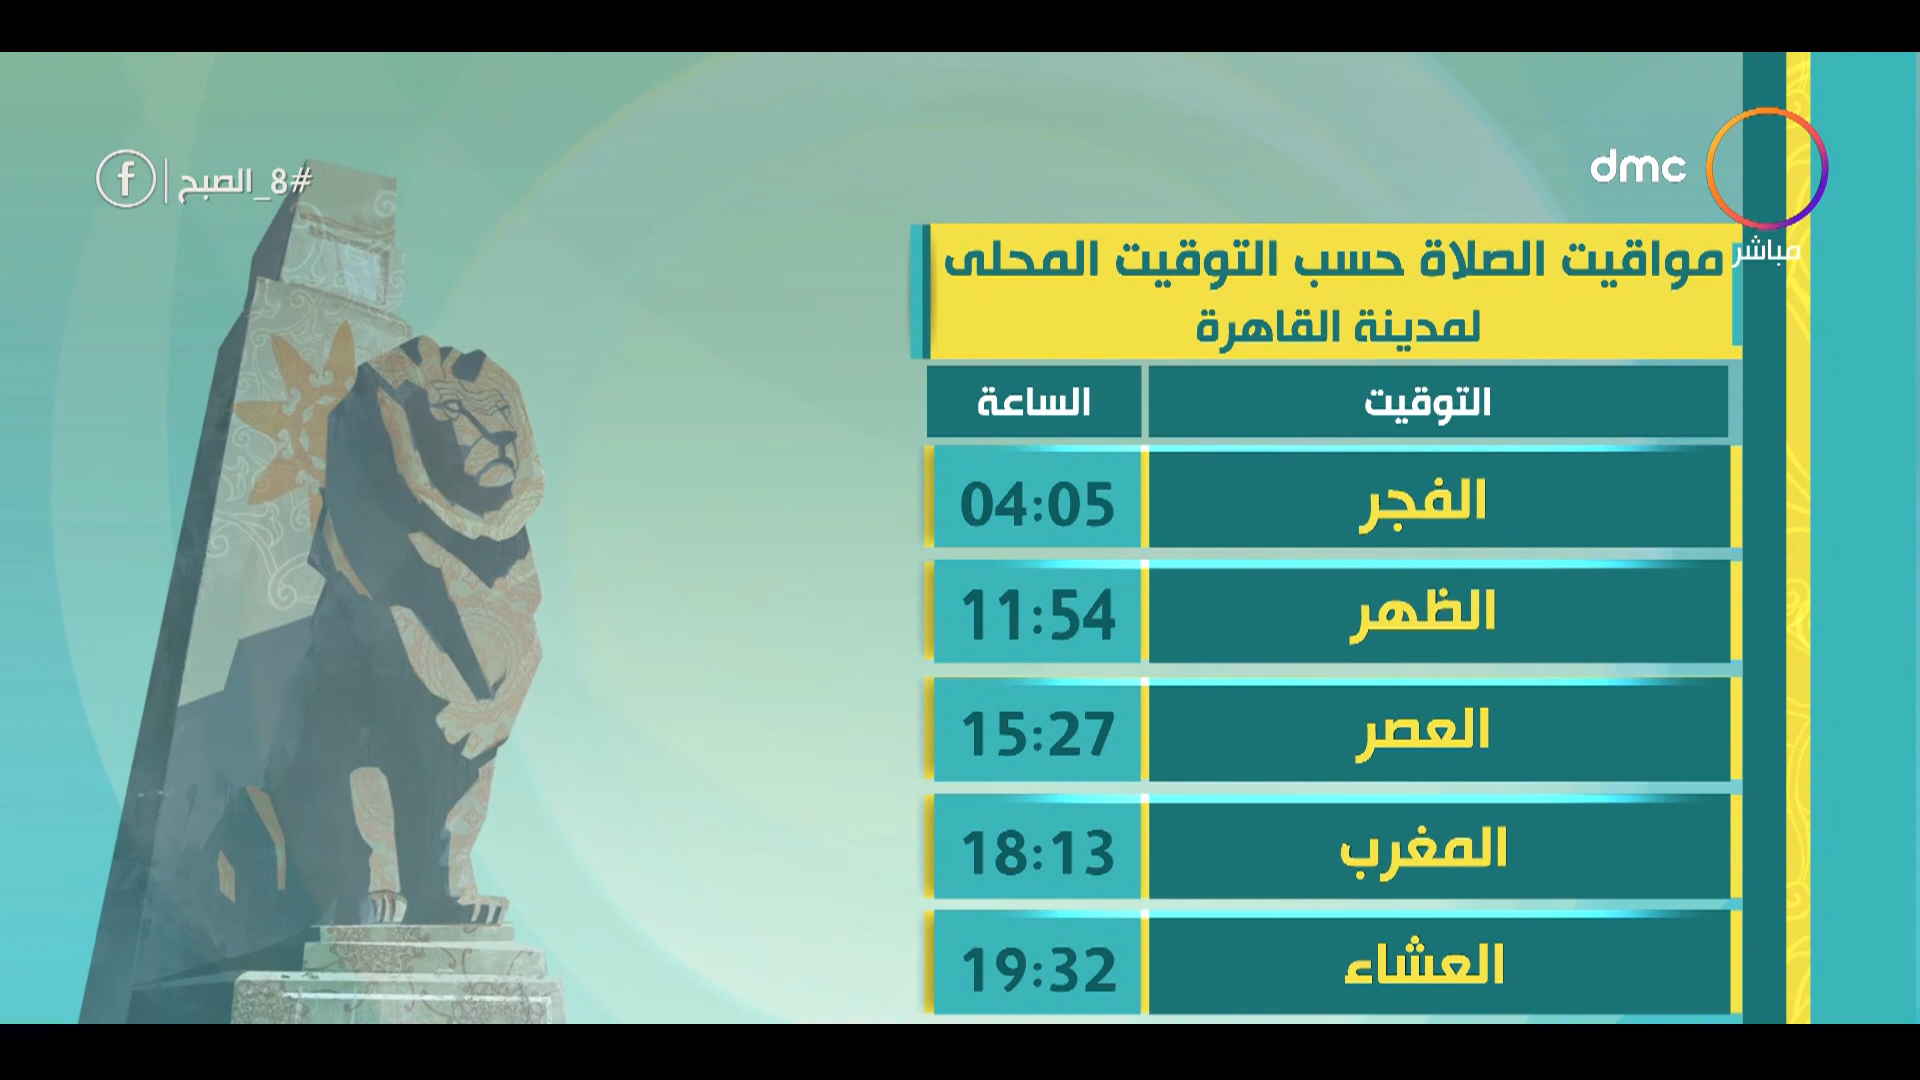 #8_الصبح
dmc
مباشر
مواقيت الصلاة حسب التوقيت المحلى
لمدينة القاهرة
التوقيت الساعة
الفجر 04:05
الظهر 11:54
العصر 15:27
المغرب 18:13
العشاء 19:32